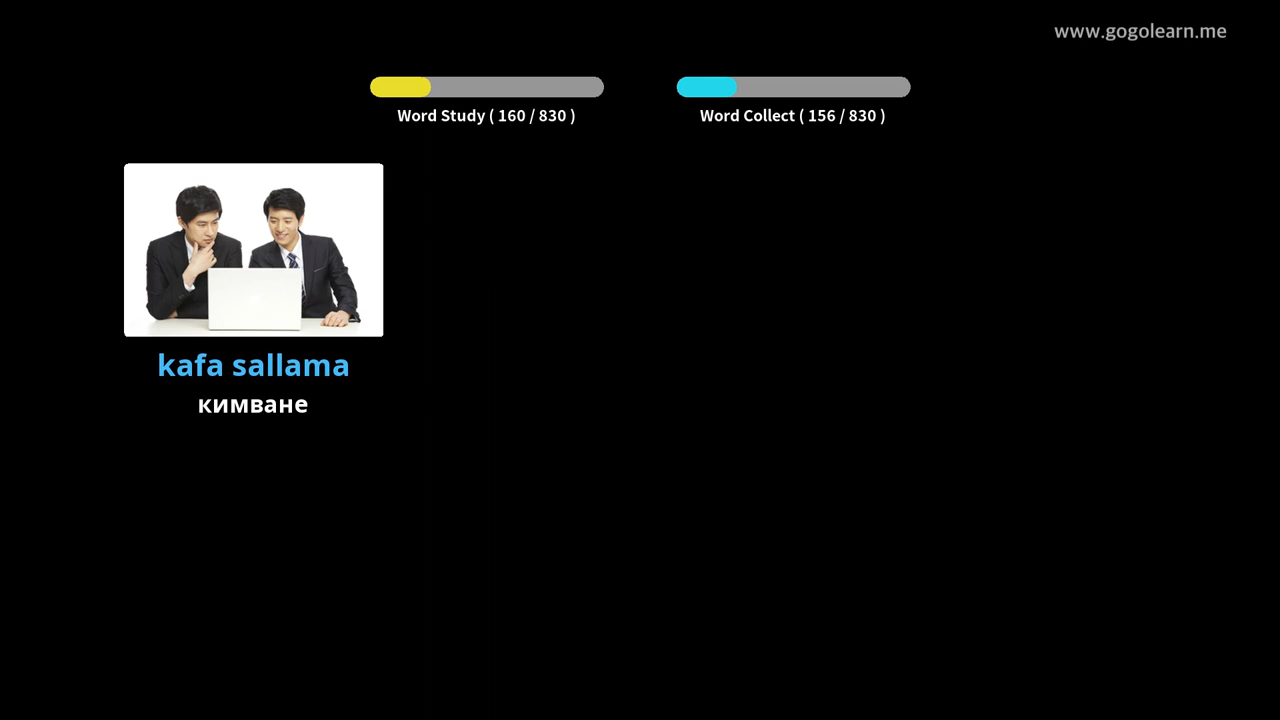 www.gogolearn.me
Word Study ( 160 / 830 )
Word Collect ( 156 / 830 )
kafa sallama
кимване